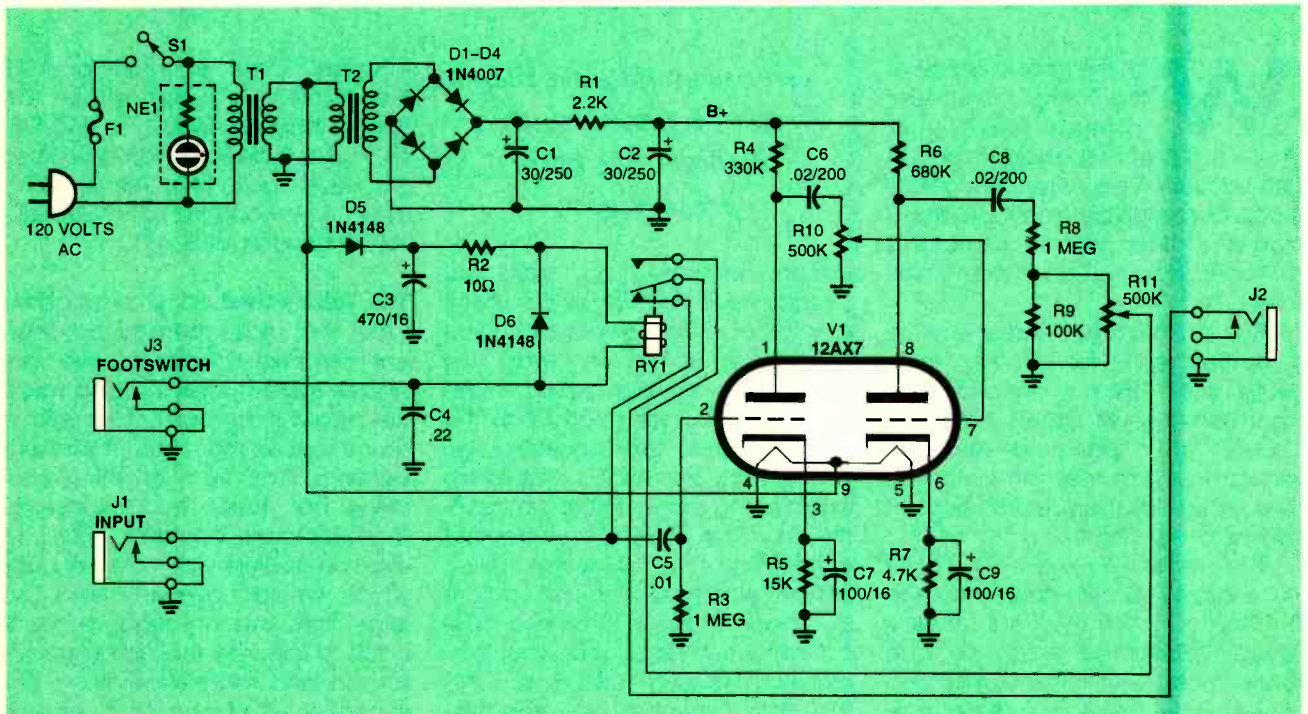 S1
F1
NE1
120 VOLTS
AC
T1
T2
D1–D4
1N4007
R1
2.2K
B+
C1
30/250
C2
30/250
R4
330K
C6
.02/200
R6
680K
C8
.02/200
R10
500K
R8
1 MEG
R9
100K
R11
500K
J2
D5
1N4148
R2
10Ω
C3
470/16
D6
1N4148
RY1
V1
12AX7
1
8
2
7
4
9
5
6
3
J3
FOOTSWITCH
C4
.22
J1
INPUT
C5
.01
R3
1 MEG
R5
15K
C7
100/16
R7
4.7K
C9
100/16
+
+
+
+
+